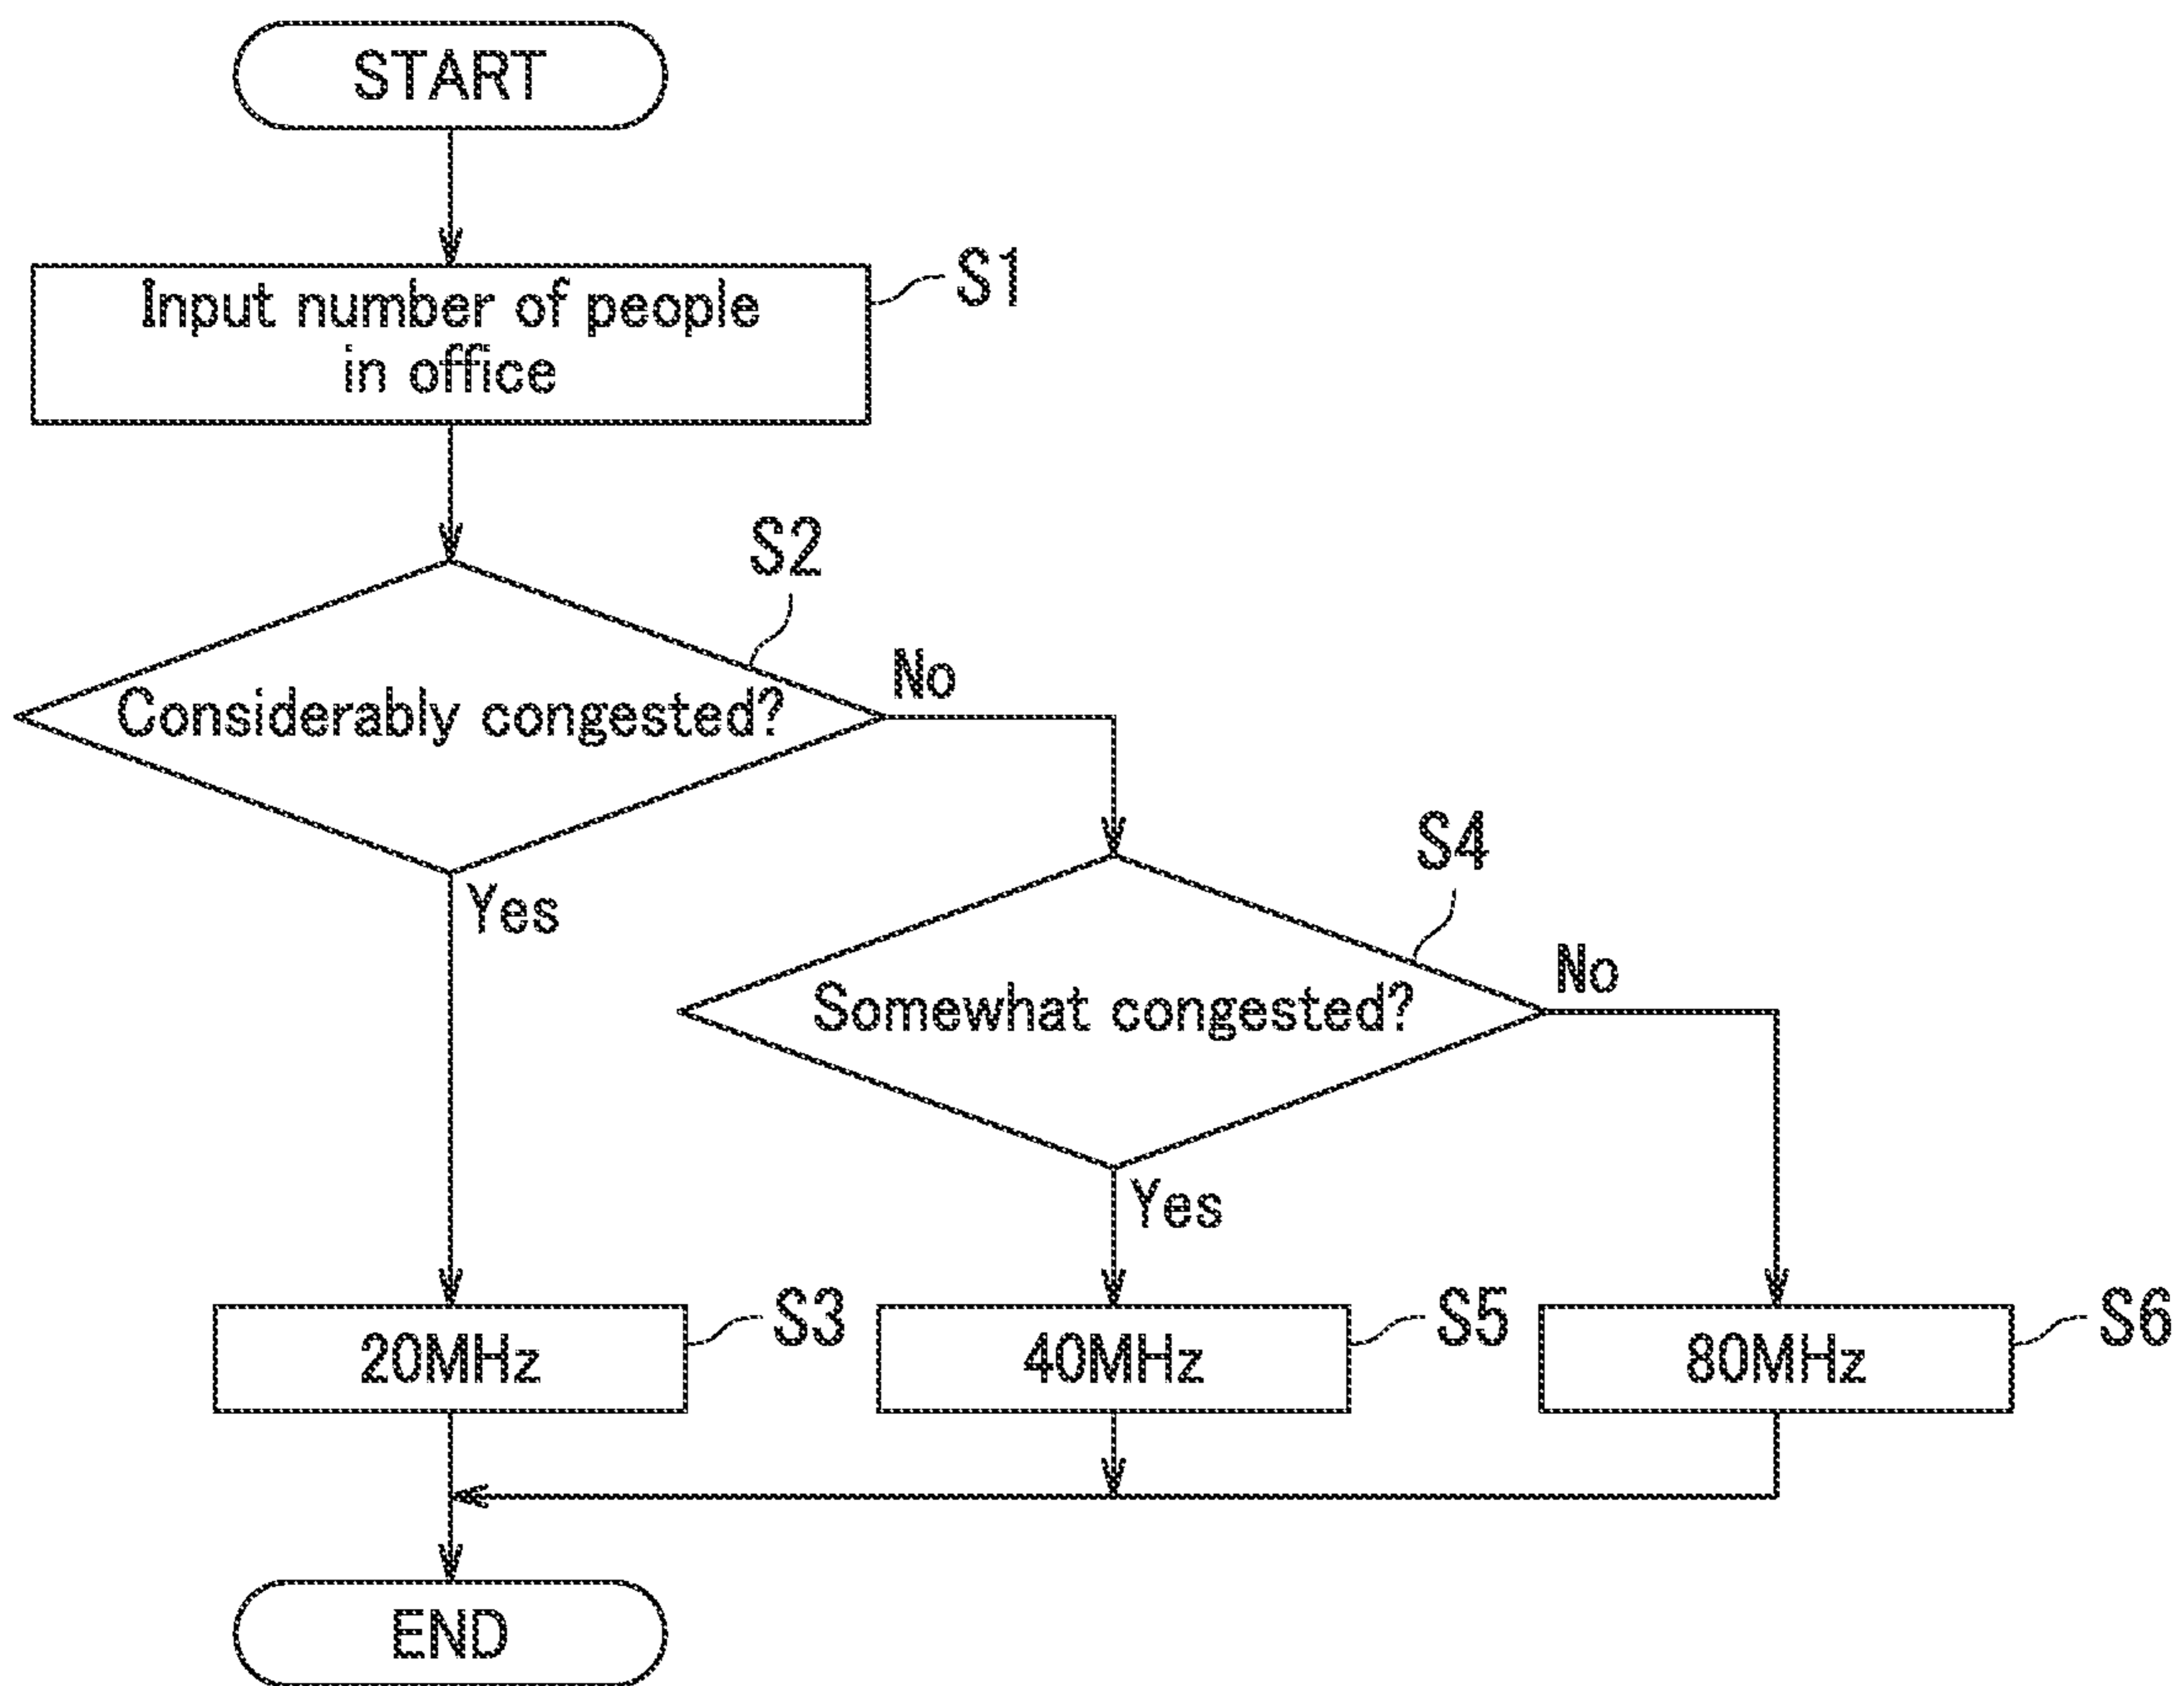 START
Input number of people
in office
S1
S2
Considerably congested?
No
Yes
S4
Somewhat congested?
No
Yes
20MHz
S3
40MHz
S5
80MHz
S6
END